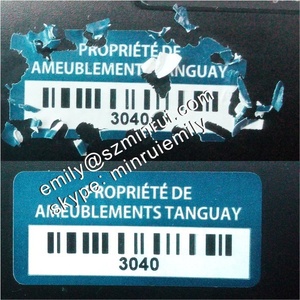 PROPRIÉTÉ DE
AMEUBLEMENTS TANGUAY
3040
emily@szminrui.com
skype: minruiemily
PROPRIÉTÉ DE
AMEUBLEMENTS TANGUAY
3040